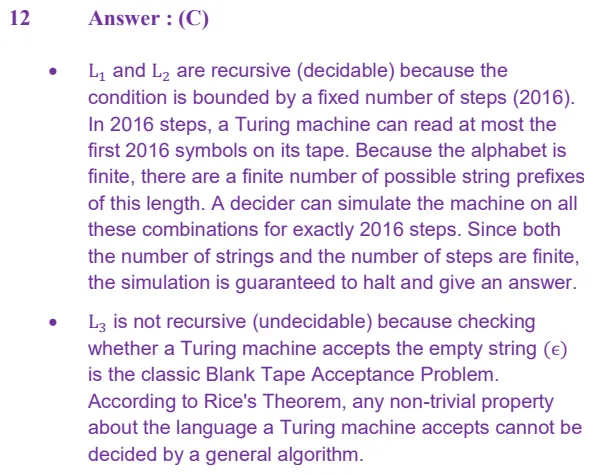 12 Answer : (C)
• L₁ and L₂ are recursive (decidable) because the
condition is bounded by a fixed number of steps (2016).
In 2016 steps, a Turing machine can read at most the
first 2016 symbols on its tape. Because the alphabet is
finite, there are a finite number of possible string prefixes
of this length. A decider can simulate the machine on all
these combinations for exactly 2016 steps. Since both
the number of strings and the number of steps are finite,
the simulation is guaranteed to halt and give an answer.
• L₃ is not recursive (undecidable) because checking
whether a Turing machine accepts the empty string (ϵ)
is the classic Blank Tape Acceptance Problem.
According to Rice's Theorem, any non-trivial property
about the language a Turing machine accepts cannot be
decided by a general algorithm.